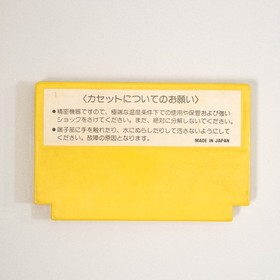 〈カセットについてのお願い〉
●精密機器ですので、極端な温度条件下での使用や保管および強い
ショックをさけてください。また、絶対に分解しないでください。
●端子部に手を触れたり、水にぬらしたりして汚さないようにして
ください。故障の原因となります。
MADE IN JAPAN